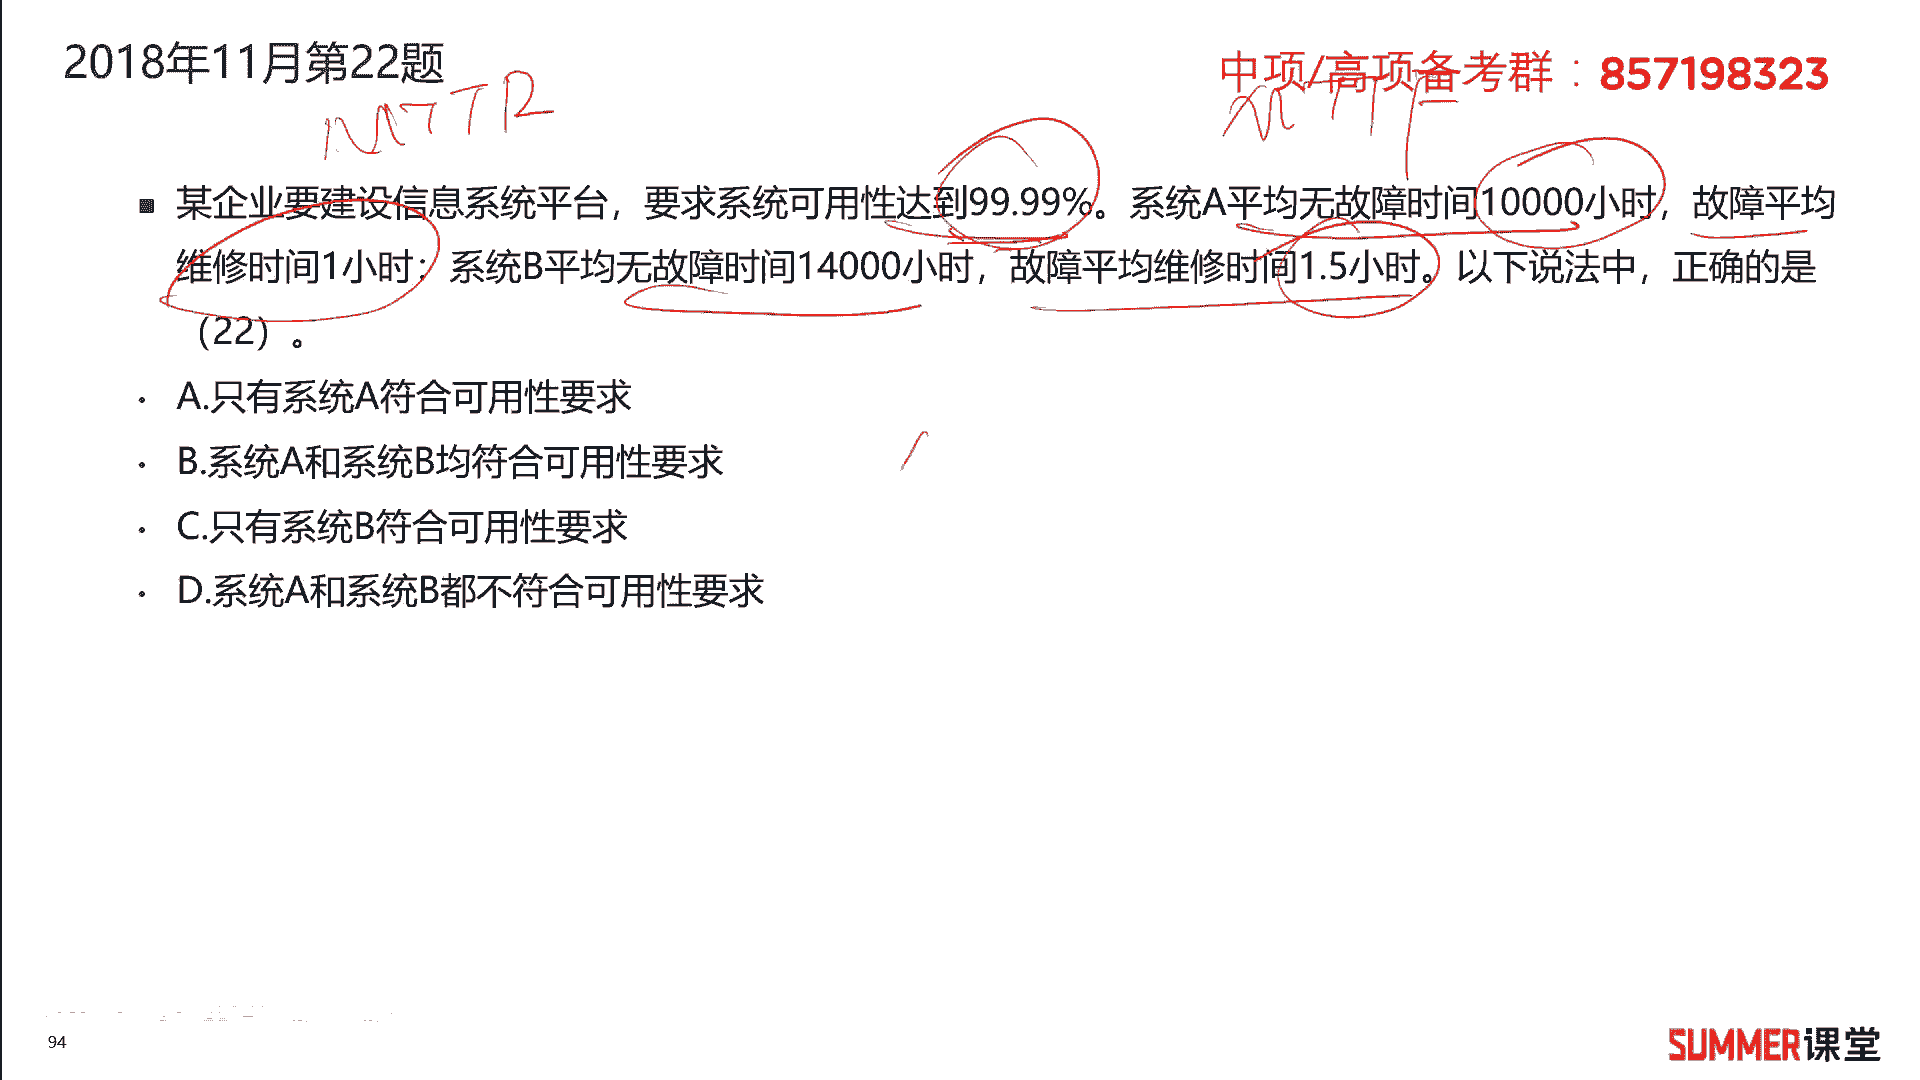 2018年11月第22题
中项/高项备考群：857198323
MTTR
MTTF
某企业要建设信息系统平台，要求系统可用性达到99.99%。系统A平均无故障时间10000小时，故障平均
维修时间1小时；系统B平均无故障时间14000小时，故障平均维修时间1.5小时。以下说法中，正确的是
（22）。
A.只有系统A符合可用性要求
B.系统A和系统B均符合可用性要求
C.只有系统B符合可用性要求
D.系统A和系统B都不符合可用性要求
94
SUMMER课堂